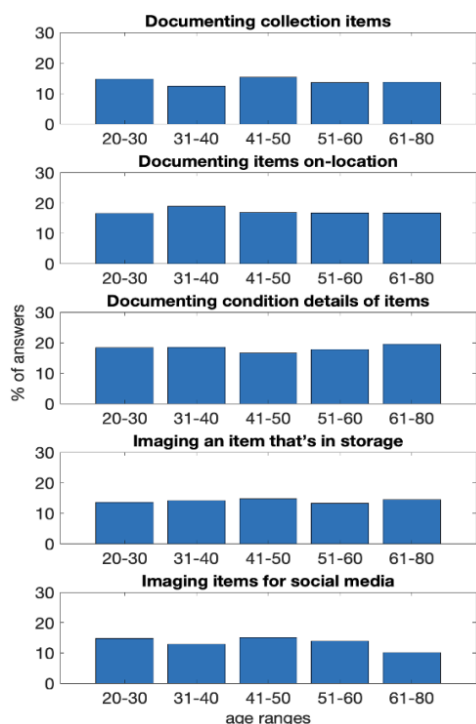 Documenting collection items
30
20
10
0
20-30 31-40 41-50 51-60 61-80
Documenting items on-location
30
20
10
0
20-30 31-40 41-50 51-60 61-80
Documenting condition details of items
30
20
10
0
20-30 31-40 41-50 51-60 61-80
% of answers
Imaging an item that's in storage
30
20
10
0
20-30 31-40 41-50 51-60 61-80
Imaging items for social media
30
20
10
0
20-30 31-40 41-50 51-60 61-80
age ranges